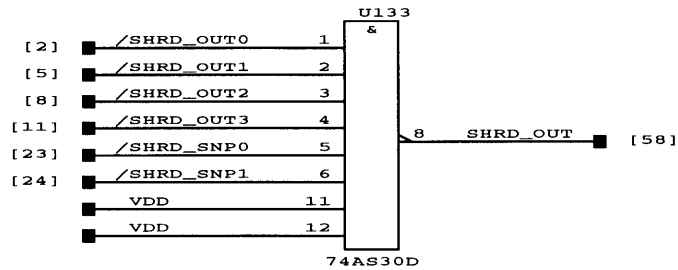 U133
&
[2] /SHRD_OUT0 1
[5] /SHRD_OUT1 2
[8] /SHRD_OUT2 3
[11] /SHRD_OUT3 4
8 SHRD_OUT [58]
[23] /SHRD_SNP0 5
[24] /SHRD_SNP1 6
VDD 11
VDD 12
74AS30D